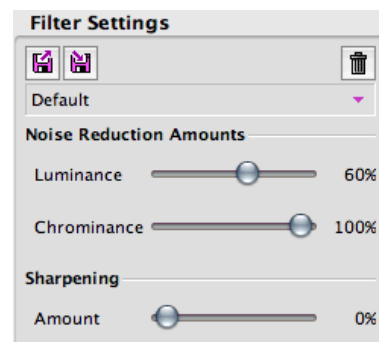 Filter Settings
Default
Noise Reduction Amounts
Luminance 60%
Chrominance 100%
Sharpening
Amount 0%